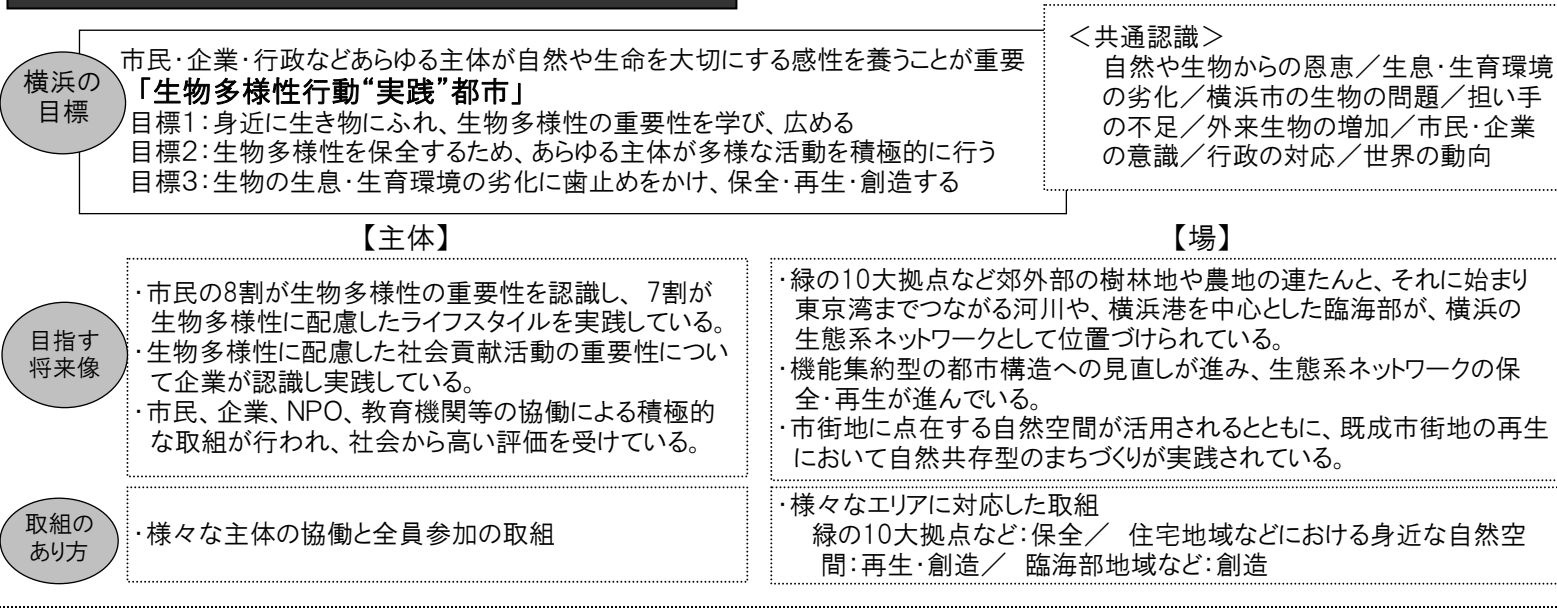 横浜の
目標
市民・企業・行政などあらゆる主体が自然や生命を大切にする感性を養うことが重要
「生物多様性行動“実践”都市」
目標1：身近に生き物にふれ、生物多様性の重要性を学び、広める
目標2：生物多様性を保全するため、あらゆる主体が多様な活動を積極的に行う
目標3：生物の生息・生育環境の劣化に歯止めをかけ、保全・再生・創造する
＜共通認識＞
自然や生物からの恩恵／生息・生育環境
の劣化／横浜市の生物の問題／担い手
の不足／外来生物の増加／市民・企業
の意識／行政の対応／世界の動向
【主体】
【場】
目指す
将来像
・市民の8割が生物多様性の重要性を認識し、7割が
生物多様性に配慮したライフスタイルを実践している。
・生物多様性に配慮した社会貢献活動の重要性につい
て企業が認識し実践している。
・市民、企業、NPO、教育機関等の協働による積極的
な取組が行われ、社会から高い評価を受けている。
・緑の10大拠点など郊外部の樹林地や農地の連たんと、それに始まり
東京湾までつながる河川や、横浜港を中心とした臨海部が、横浜の
生態系ネットワークとして位置づけられている。
・機能集約型の都市構造への見直しが進み、生態系ネットワークの保
全・再生が進んでいる。
・市街地に点在する自然空間が活用されるとともに、既成市街地の再生
において自然共存型のまちづくりが実践されている。
取組の
あり方
・様々な主体の協働と全員参加の取組
・様々なエリアに対応した取組
緑の10大拠点など：保全／ 住宅地域などにおける身近な自然空
間：再生・創造／ 臨海部地域など：創造